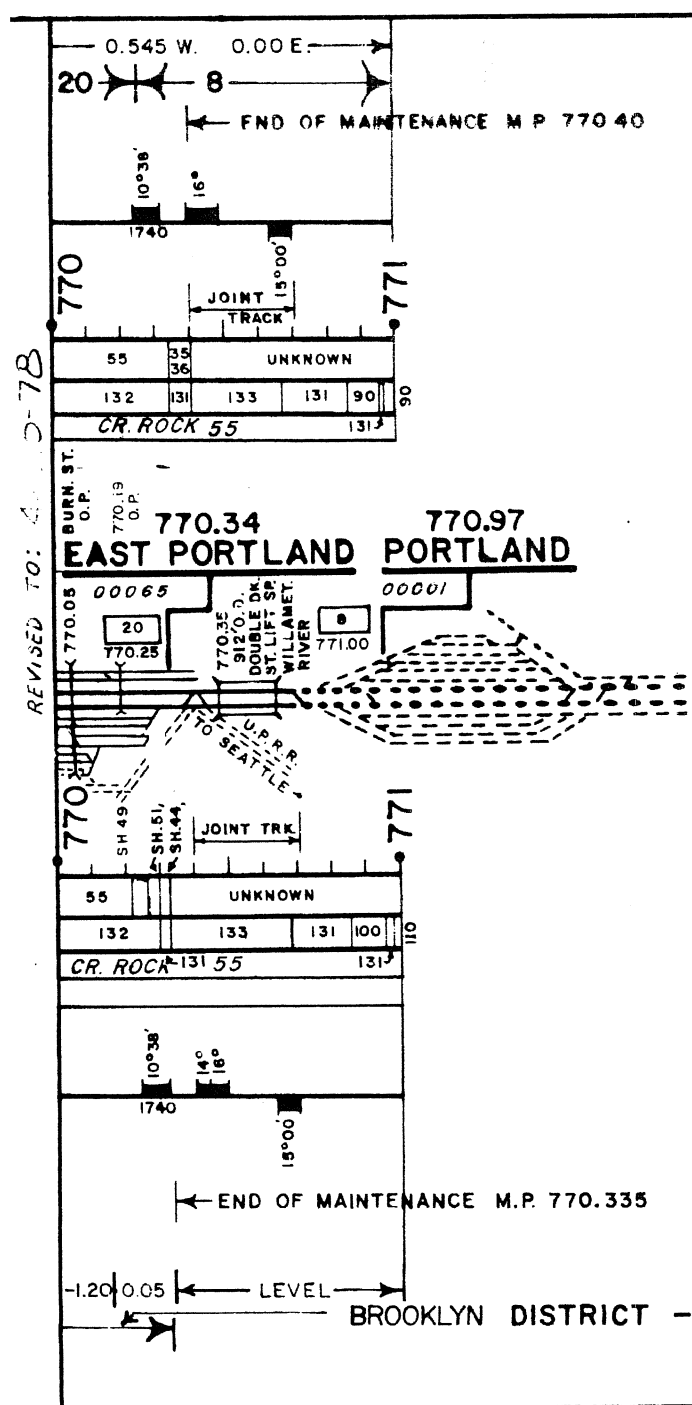 0.545 W. 0.00 E.
20 8
END OF MAINTENANCE M P 770 40
10°38'
16°
1740
15°00'
770
771
JOINT
TRACK
55
35
36
UNKNOWN
132
131
133
131
90
90
CR. ROCK 55
131
REVISED TO:
BURN. ST.
O.P.
770.19
O.P.
770.34
EAST PORTLAND
770.97
PORTLAND
00065
00001
770.05
20
770.25
770.35
912' O.D.
DOUBLE DK.
ST. LIFT SP.
WILLAMET.
RIVER
8
771.00
U.P.R.R.
TO SEATTLE
770
771
SH 49
SH.51,
SH.44,
JOINT TRK.
55
UNKNOWN
132
133
131
100
110
CR. ROCK 131 55
131
10°38'
14°
16°
1740
15°00'
END OF MAINTENANCE M.P. 770.335
-1.20 0.05 LEVEL
BROOKLYN DISTRICT -